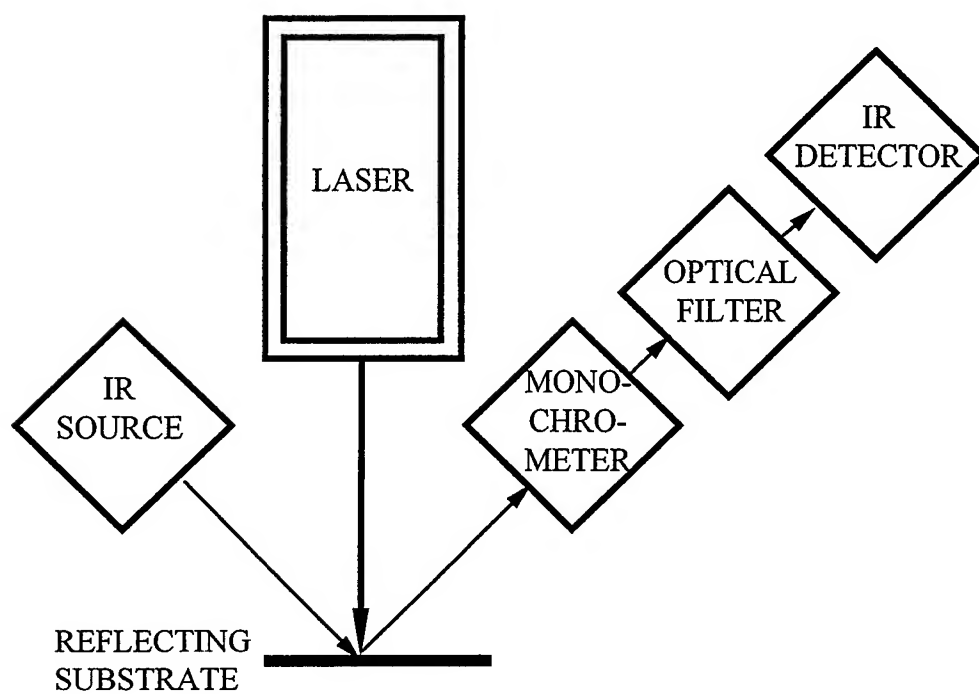 IR
DETECTOR
LASER
OPTICAL
FILTER
IR
SOURCE
MONO-
CHRO-
METER
REFLECTING
SUBSTRATE